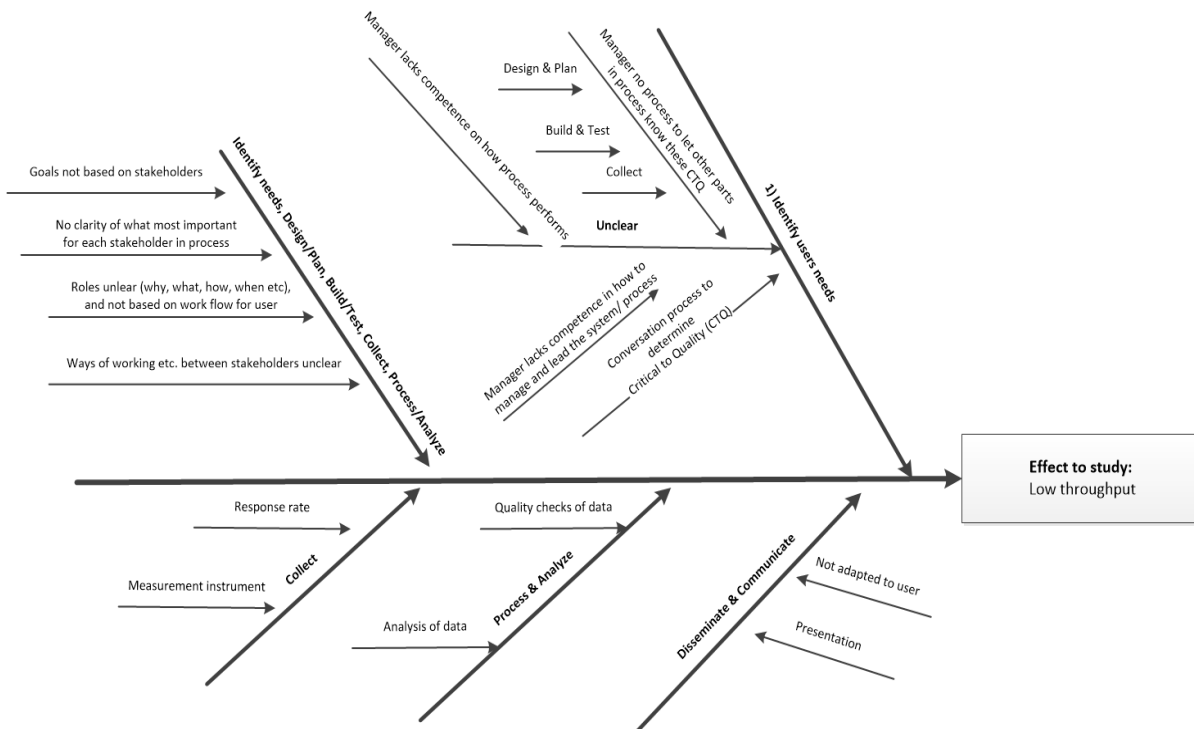 Manager lacks competence on how process performs
Design & Plan
Build & Test
Collect
Unclear
Manager no process to let other parts
in process know these CTQ
1) Identify users needs
Identify needs, Design/Plan, Build/Test, Collect, Process/Analyze
Goals not based on stakeholders
No clarity of what most important
for each stakeholder in process
Roles unlear (why, what, how, when etc),
and not based on work flow for user
Ways of working etc. between stakeholders unclear
Manager lacks competence in how to
manage and lead the system/ process
Conversation process to
determine
Critical to Quality (CTQ)
Effect to study:
Low throughput
Response rate
Collect
Measurement instrument
Quality checks of data
Process & Analyze
Analysis of data
Disseminate & Communicate
Not adapted to user
Presentation